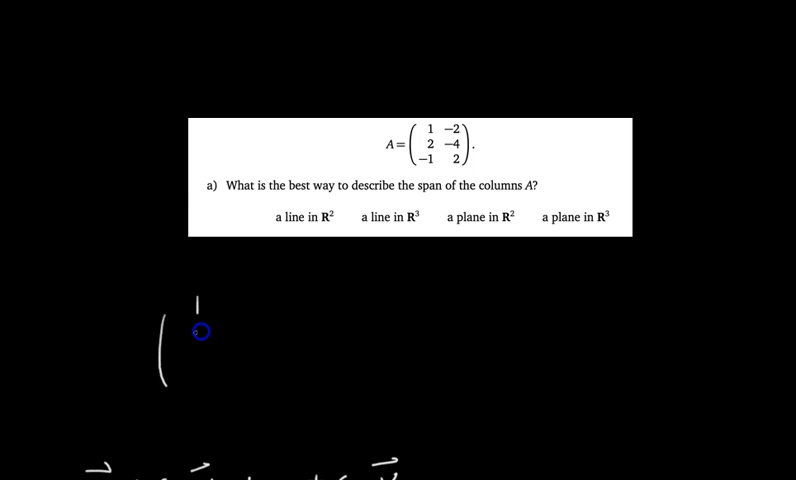 A = ( 1 −2
2 −4
−1 2 ) .
a) What is the best way to describe the span of the columns A?
a line in R² a line in R³ a plane in R² a plane in R³
1
(